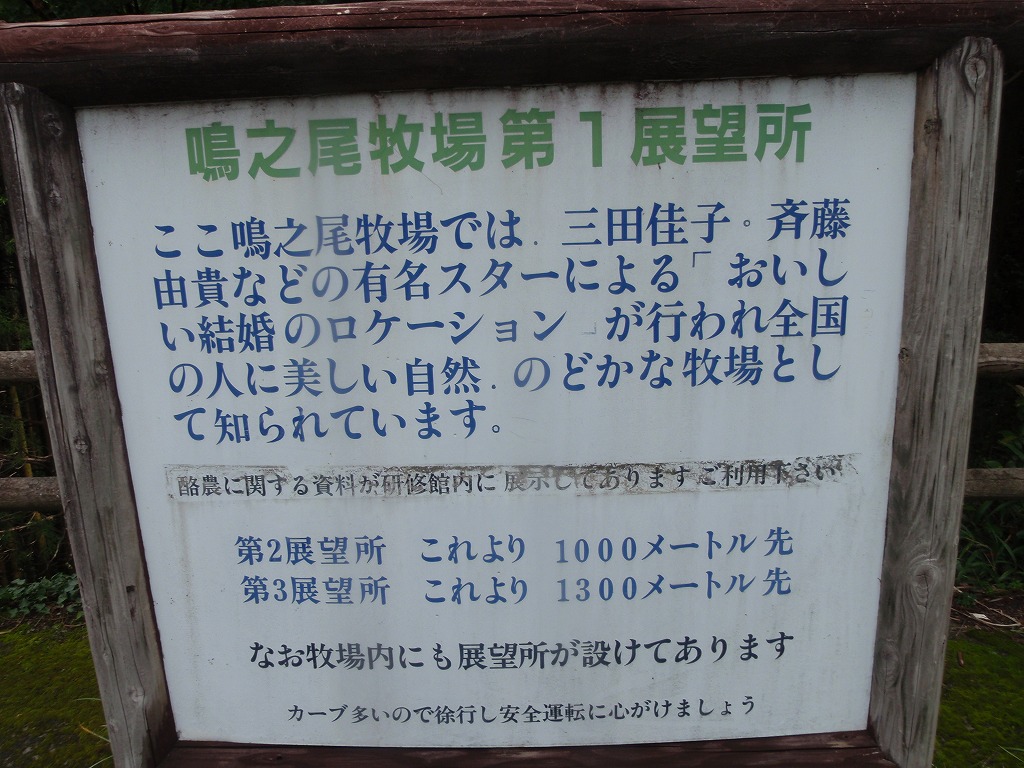 鳴之尾牧場第1展望所
ここ鳴之尾牧場では．三田佳子。斉藤
由貴などの有名スターによる「おいし
い結婚のロケーション」が行われ全国
の人に美しい自然．のどかな牧場とし
て知られています。
酪農に関する資料が研修館内に展示してあります ご利用下さい
第2展望所 これより 1000メートル先
第3展望所 これより 1300メートル先
なお牧場内にも展望所が設けてあります
カーブ多いので徐行し安全運転に心がけましょう